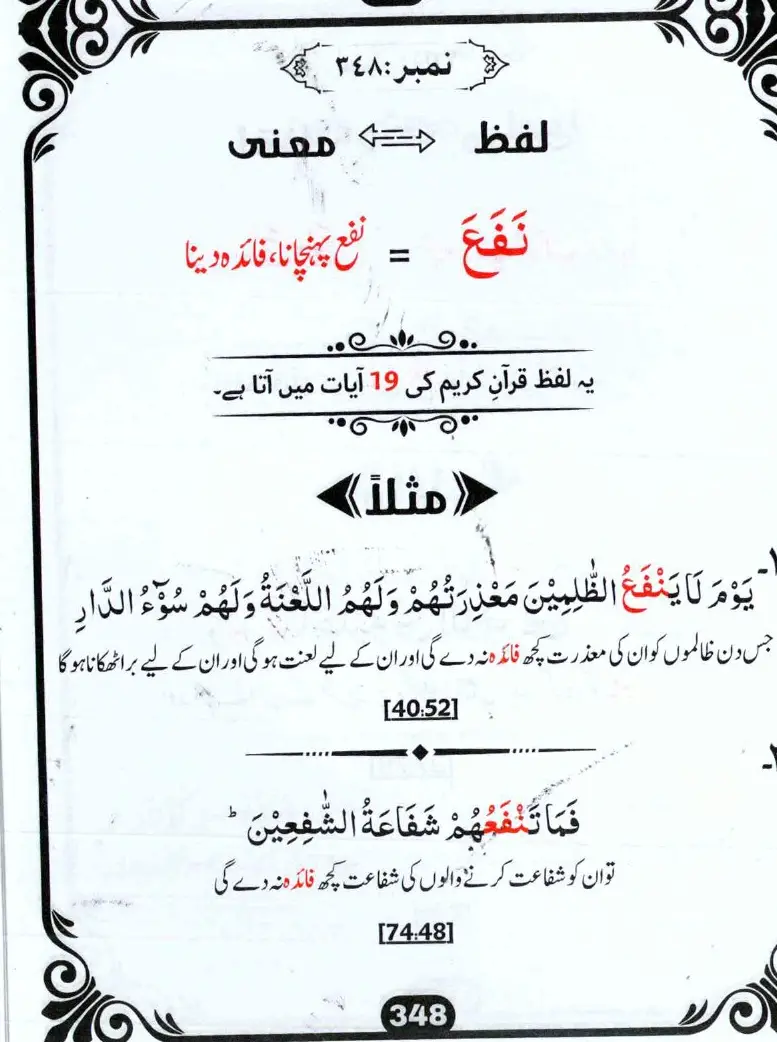 نمبر:۳۴۸
لفظ ⇐⇒ معنی
نَفَعَ = نفع پہنچانا، فائدہ دینا
یہ لفظ قرآنِ کریم کی 19 آیات میں آتا ہے۔
مثلاً
۱- یَوْمَ لَا یَنْفَعُ الظّٰلِمِیْنَ مَعْذِرَتُهُمْ وَلَهُمُ اللَّعْنَةُ وَلَهُمْ سُوْٓءُ الدَّارِ
جس دن ظالموں کو ان کی معذرت کچھ فائدہ نہ دے گی اور ان کے لیے لعنت ہو گی اور ان کے لیے برا ٹھکانا ہو گا
[40:52]
۲-
فَمَا تَنْفَعُهُمْ شَفَاعَةُ الشّٰفِعِیْنَ ؕ
تو ان کو شفاعت کرنے والوں کی شفاعت کچھ فائدہ نہ دے گی
[74:48]
348